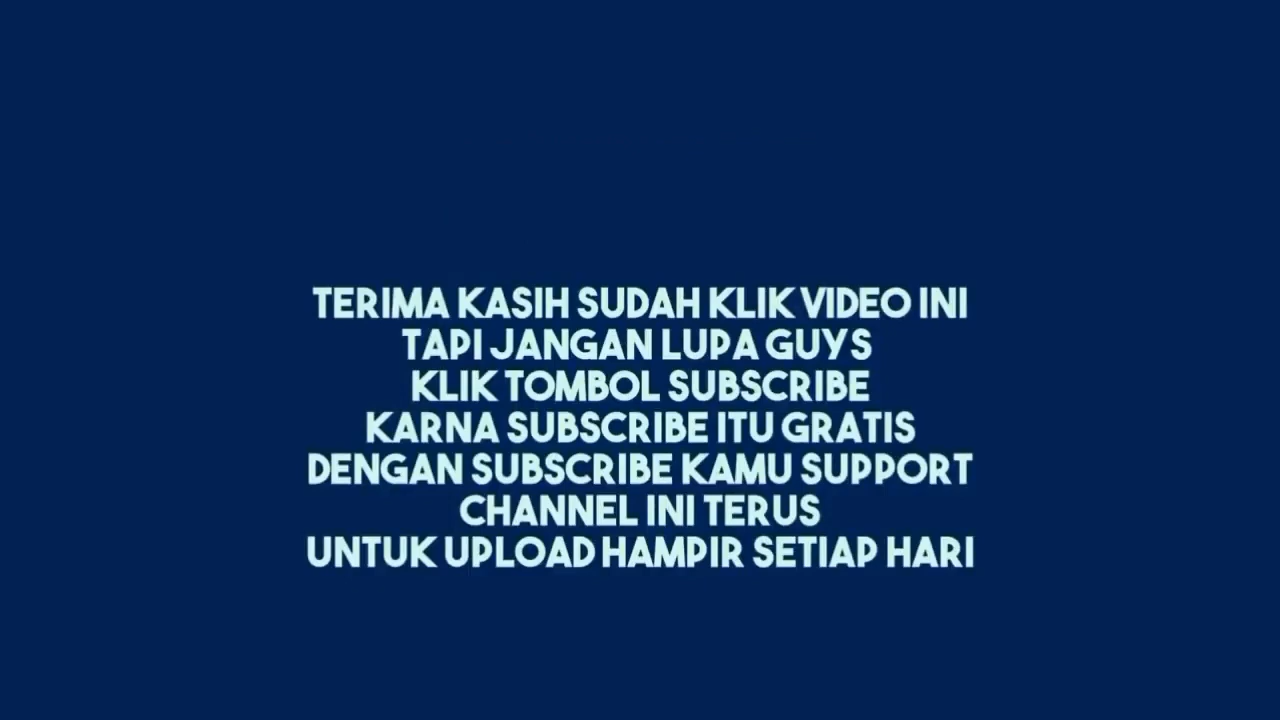 TERIMA KASIH SUDAH KLIK VIDEO INI
TAPI JANGAN LUPA GUYS
KLIK TOMBOL SUBSCRIBE
KARNA SUBSCRIBE ITU GRATIS
DENGAN SUBSCRIBE KAMU SUPPORT
CHANNEL INI TERUS
UNTUK UPLOAD HAMPIR SETIAP HARI